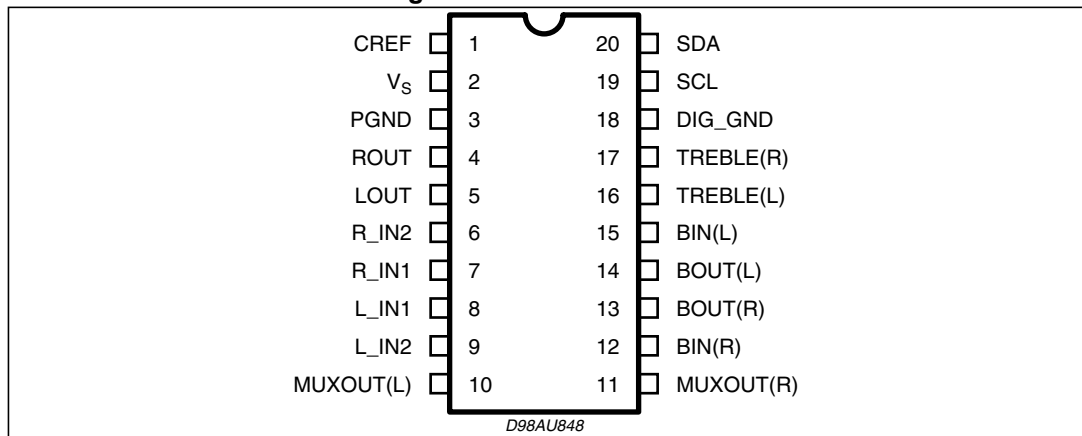 g
CREF 1 20 SDA
VS 2 19 SCL
PGND 3 18 DIG_GND
ROUT 4 17 TREBLE(R)
LOUT 5 16 TREBLE(L)
R_IN2 6 15 BIN(L)
R_IN1 7 14 BOUT(L)
L_IN1 8 13 BOUT(R)
L_IN2 9 12 BIN(R)
MUXOUT(L) 10 11 MUXOUT(R)
D98AU848